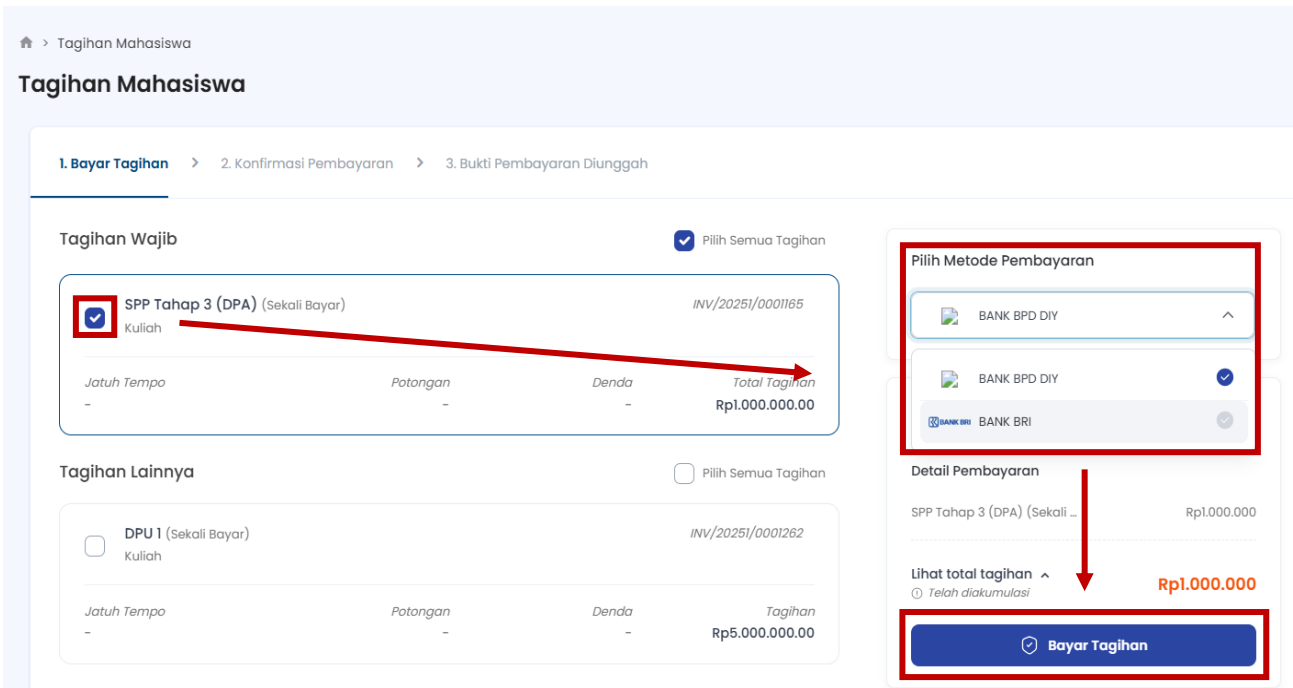 > Tagihan Mahasiswa
Tagihan Mahasiswa
1. Bayar Tagihan > 2. Konfirmasi Pembayaran > 3. Bukti Pembayaran Diunggah
Tagihan Wajib
Pilih Semua Tagihan
SPP Tahap 3 (DPA) (Sekali Bayar)
INV/20251/0001165
Kuliah
Jatuh Tempo Potongan Denda Total Tagihan
- - - Rp1.000.000.00
Tagihan Lainnya
Pilih Semua Tagihan
DPU 1 (Sekali Bayar)
INV/20251/0001262
Kuliah
Jatuh Tempo Potongan Denda Tagihan
- - - Rp5.000.000.00
Pilih Metode Pembayaran
BANK BPD DIY
BANK BPD DIY
BANK BRI BANK BRI
Detail Pembayaran
SPP Tahap 3 (DPA) (Sekali ... Rp1.000.000
Lihat total tagihan
Telah diakumulasi
Rp1.000.000
Bayar Tagihan